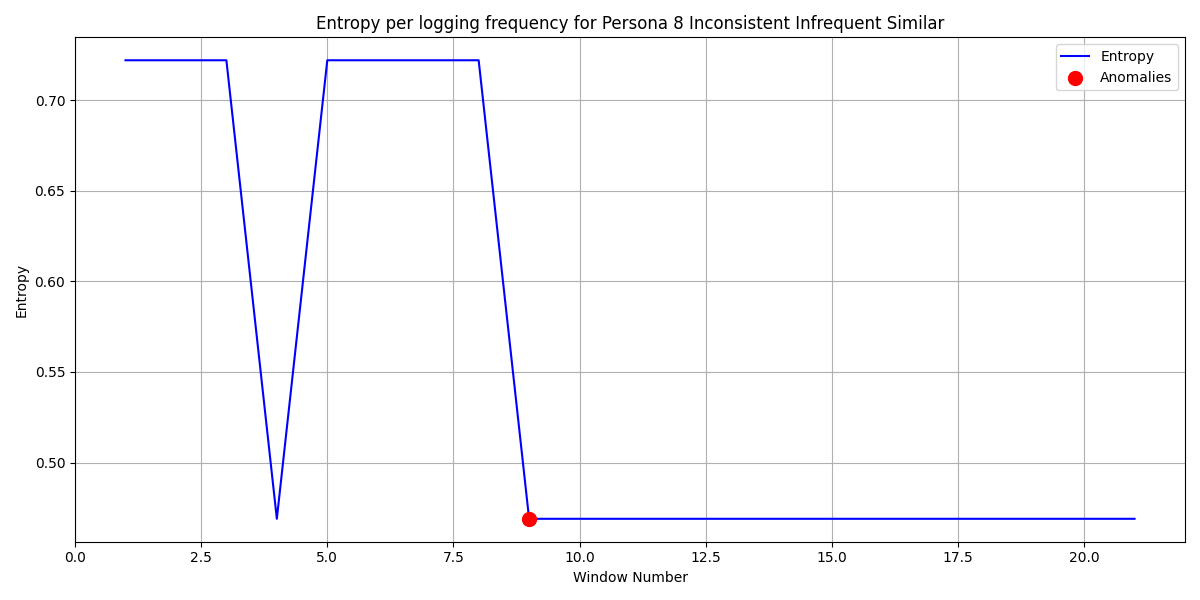 Entropy per logging frequency for Persona 8 Inconsistent Infrequent Similar
Entropy
Anomalies
0.70
0.65
0.60
0.55
0.50
Entropy
0.0 2.5 5.0 7.5 10.0 12.5 15.0 17.5 20.0
Window Number